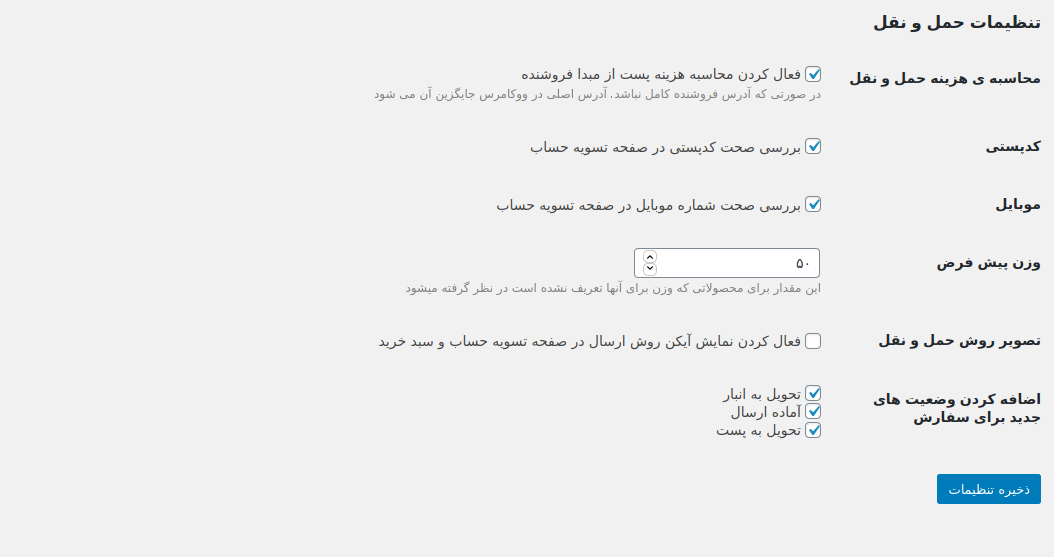 تنظیمات حمل و نقل
محاسبه ی هزینه حمل و نقل
فعال کردن محاسبه هزینه پست از مبدا فروشنده
در صورتی که آدرس فروشنده کامل نباشد. آدرس اصلی در ووکامرس جایگزین آن می شود
کدپستی
بررسی صحت کدپستی در صفحه تسویه حساب
موبایل
بررسی صحت شماره موبایل در صفحه تسویه حساب
وزن پیش فرض
۵۰
این مقدار برای محصولاتی که وزن برای آنها تعریف نشده است در نظر گرفته میشود
تصویر روش حمل و نقل
فعال کردن نمایش آیکن روش ارسال در صفحه تسویه حساب و سبد خرید
اضافه کردن وضعیت های
جدید برای سفارش
تحویل به انبار
آماده ارسال
تحویل به پست
ذخیره تنظیمات